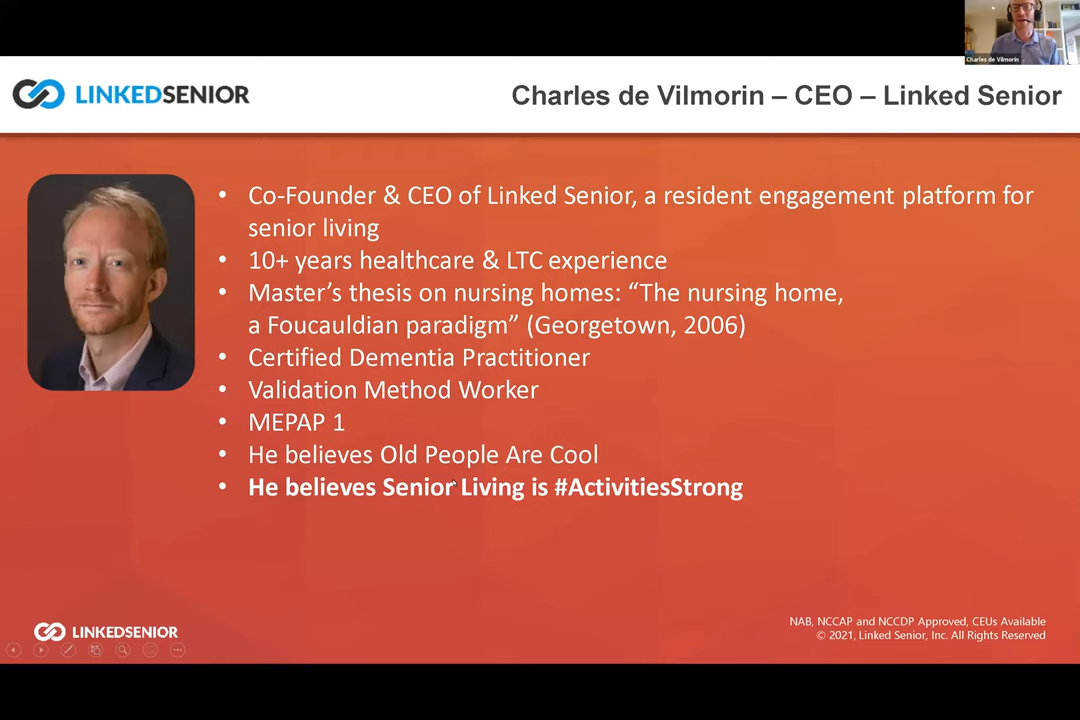 Charles de Vilmorin
LINKEDSENIOR
Charles de Vilmorin – CEO – Linked Senior
• Co-Founder & CEO of Linked Senior, a resident engagement platform for
senior living
• 10+ years healthcare & LTC experience
• Master’s thesis on nursing homes: “The nursing home,
a Foucauldian paradigm” (Georgetown, 2006)
• Certified Dementia Practitioner
• Validation Method Worker
• MEPAP 1
• He believes Old People Are Cool
• He believes Senior Living is #ActivitiesStrong
LINKEDSENIOR
NAB, NCCAP and NCCDP Approved, CEUs Available
© 2021, Linked Senior, Inc. All Rights Reserved